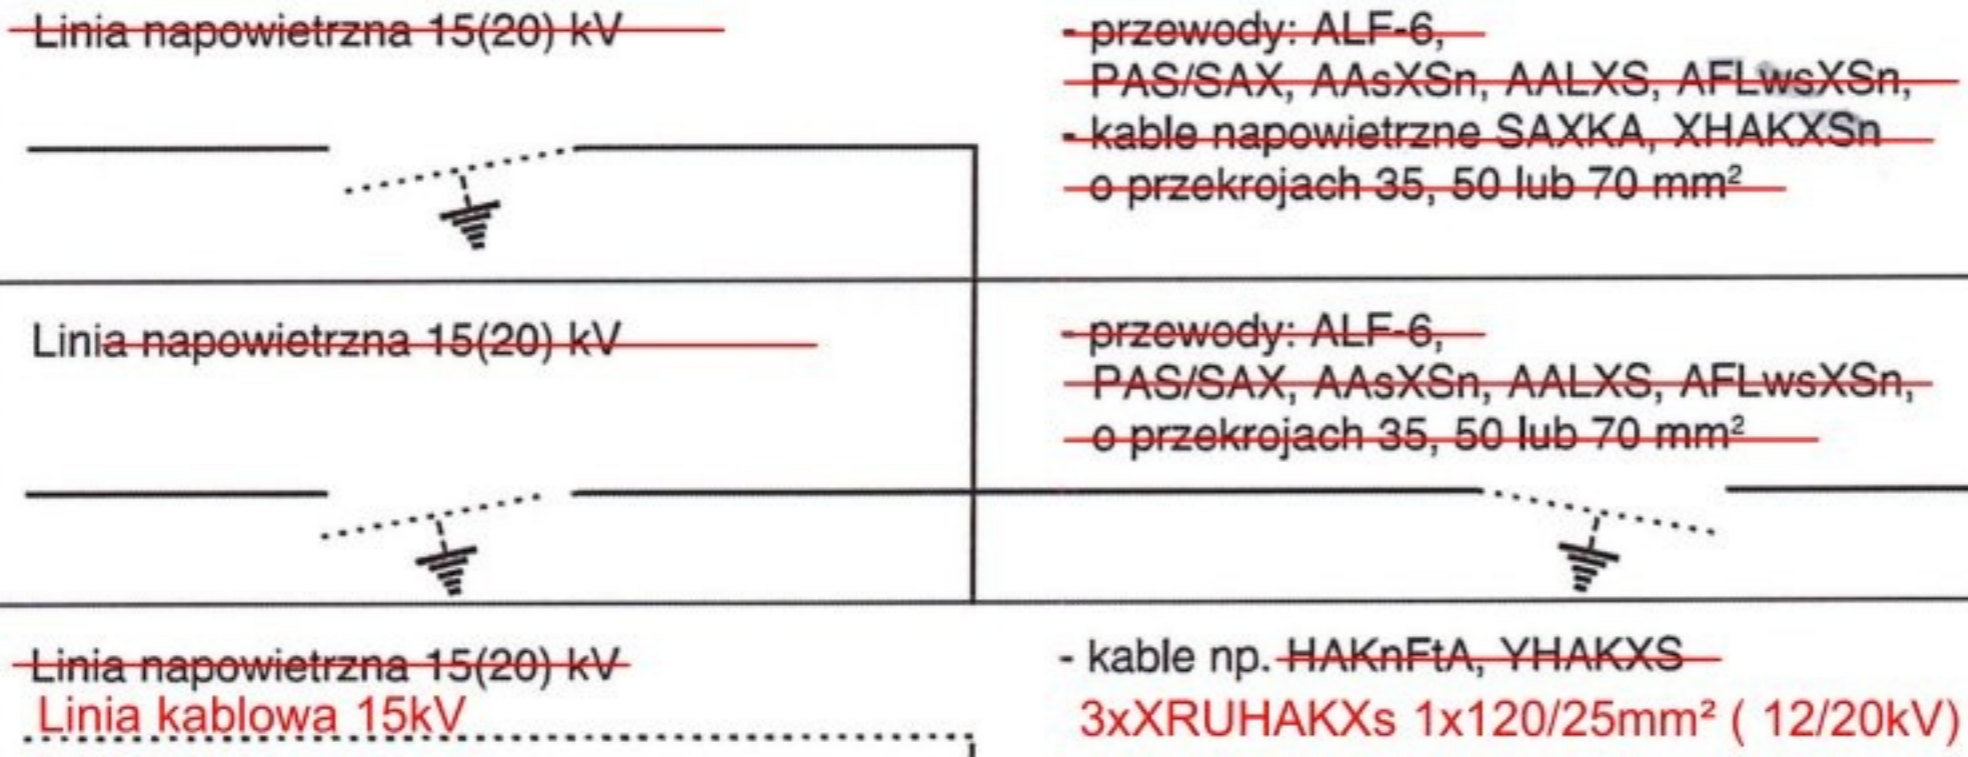 Linia napowietrzna 15(20) kV
- przewody: ALF-6,
PAS/SAX, AAsXSn, AALXS, AFLwsXSn,
- kable napowietrzne SAXKA, XHAKXSn
o przekrojach 35, 50 lub 70 mm²
Linia napowietrzna 15(20) kV
- przewody: ALF-6,
PAS/SAX, AAsXSn, AALXS, AFLwsXSn,
o przekrojach 35, 50 lub 70 mm²
Linia napowietrzna 15(20) kV
Linia kablowa 15kV
- kable np. HAKnFtA, YHAKXS
3xXRUHAKXs 1x120/25mm² ( 12/20kV)